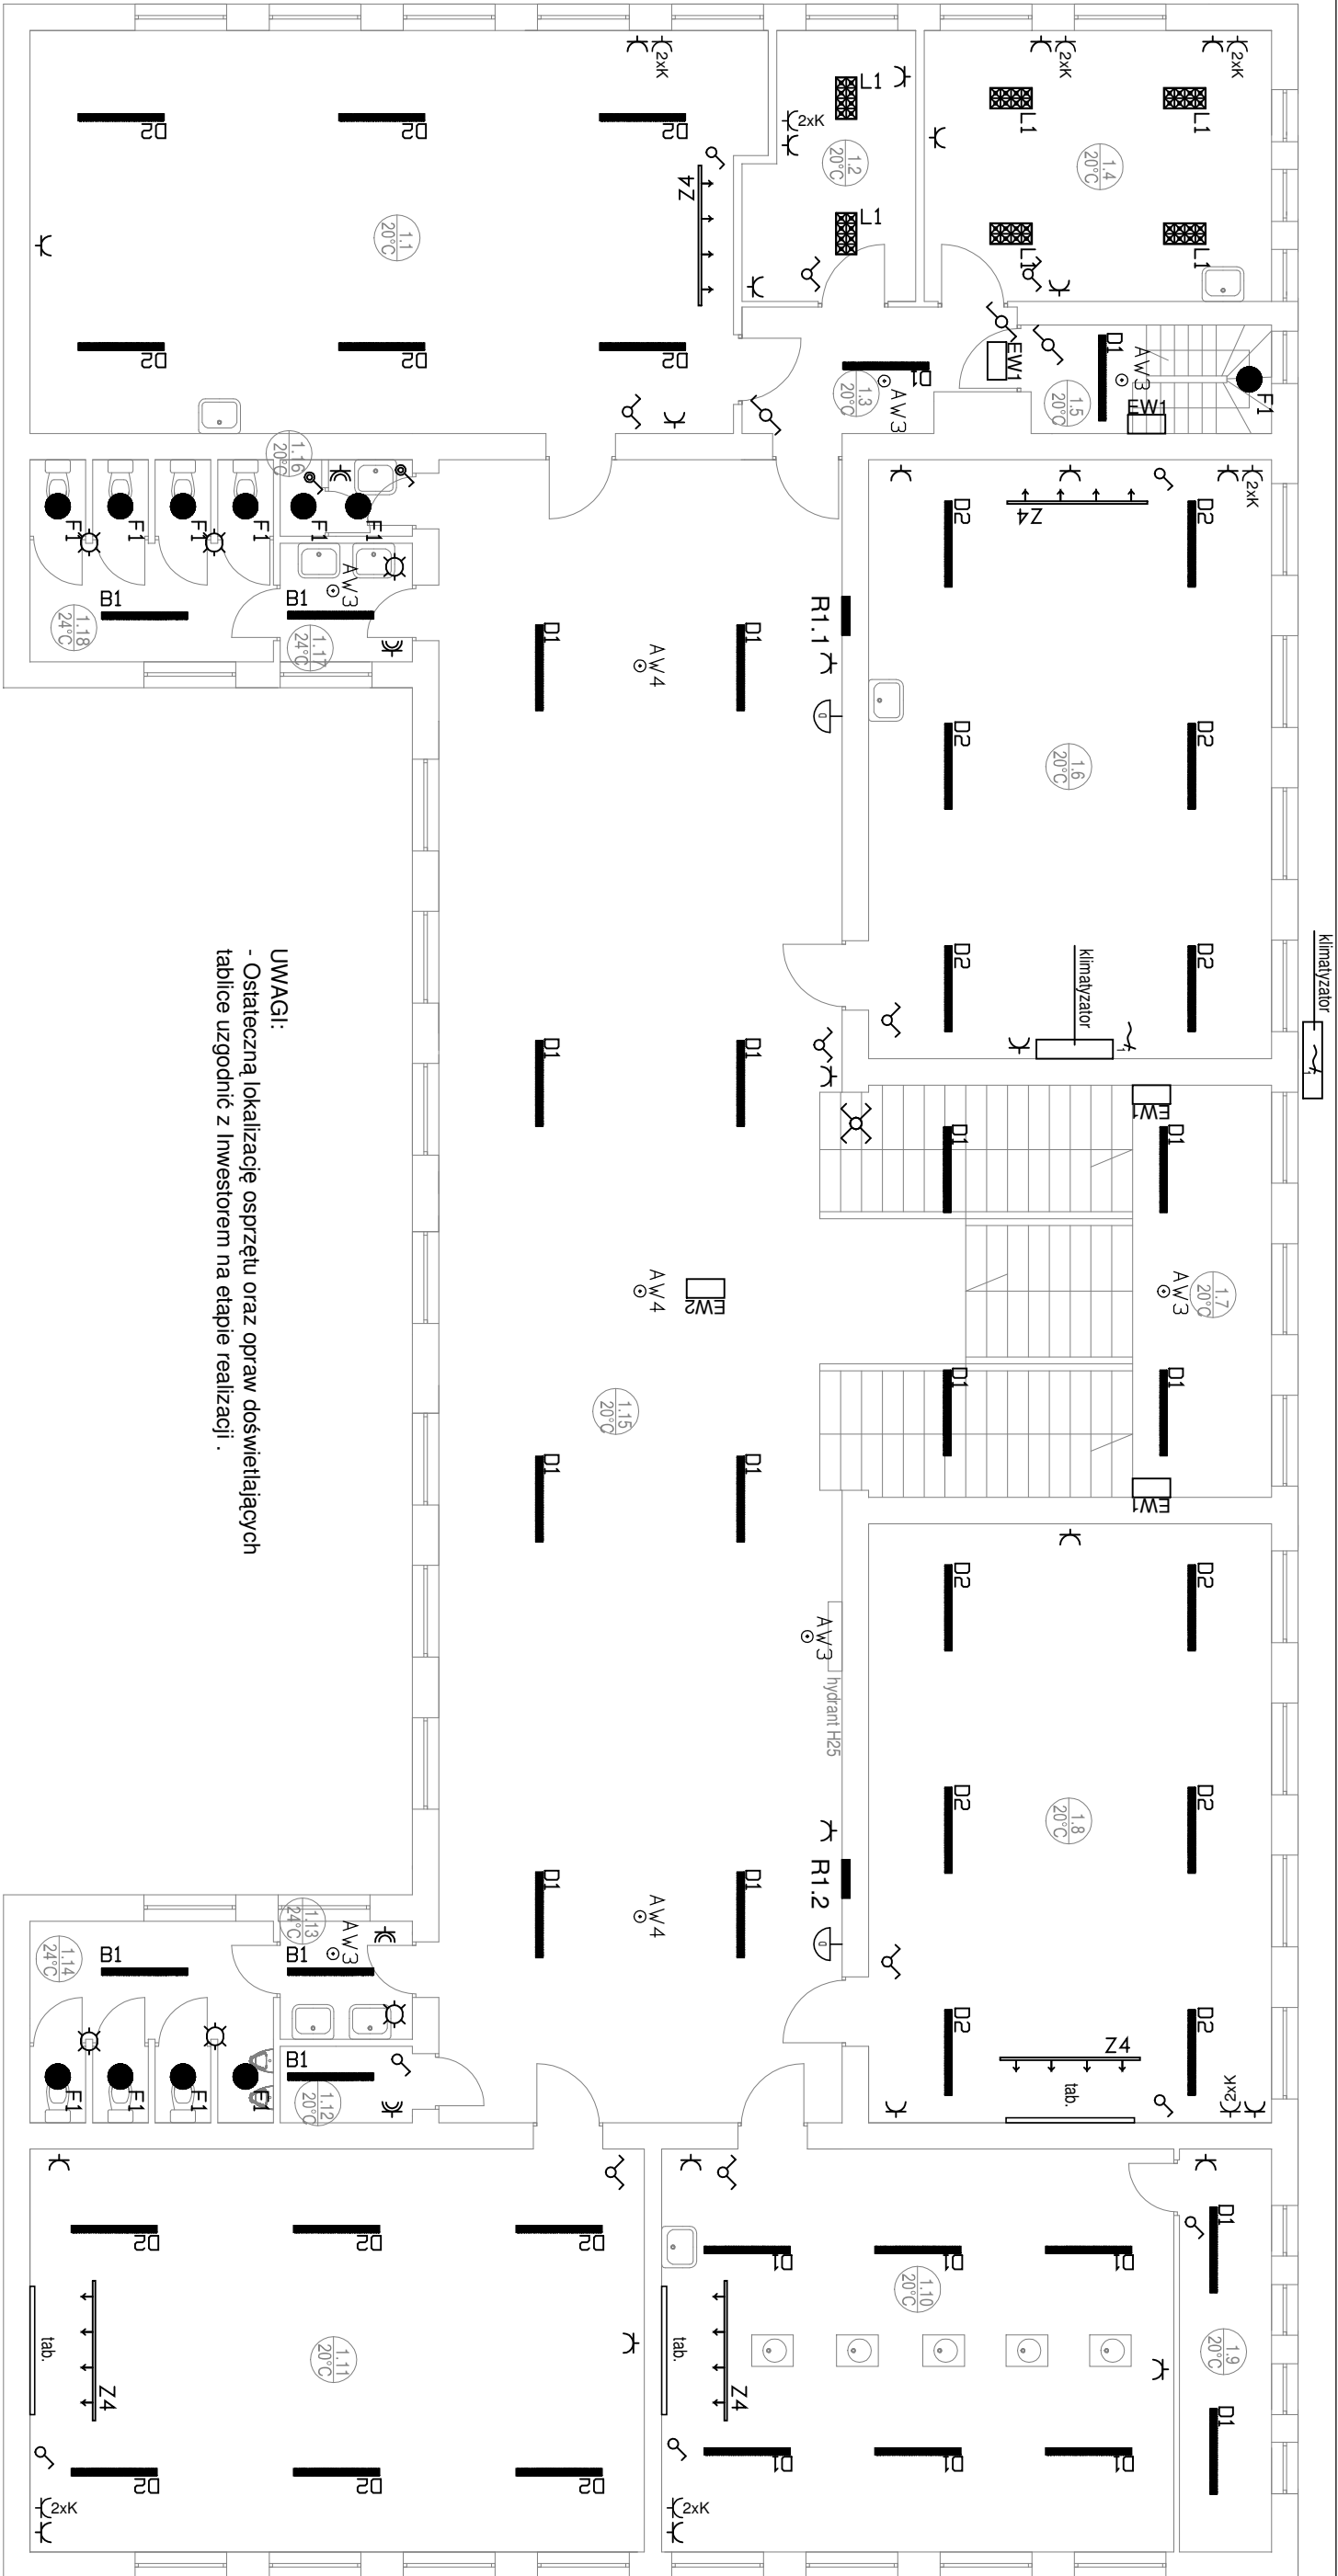 klimatyzator
2xK
2xK
2xK
L1
L1
L1
1.4
20°C
L1
L1
2xK
1.2
20°C
L1
D2
D2
D2
Z4
1.1
20°C
D2
D2
D2
EW1
D1
AW3
EW1
F1
1.5
20°C
D1
AW3
1.3
20°C
1.16
20°C
F1
F1
F1
F1
F1
F1
B1
B1
AW3
1.18
24°C
1.17
24°C
2xK
Z4
D2
D2
R1.1
D1
D1
AW4
D2
D2
1.6
20°C
D2
D2
klimatyzator
D1
D1
EW1
D1
D1
AW3
1.7
20°C
AW4
EW2
D1
D1
EW1
1.15
20°C
D1
D1
UWAGI:
- Ostateczną lokalizację osprzętu oraz opraw doświetlających
tablice uzgodnić z Inwestorem na etapie realizacji .
D2
D2
AW3
hydrant H25
D2
D2
1.8
20°C
R1.2
D1
D1
AW4
D2
D2
Z4
tab.
2xK
1.13
24°C
AW3
B1
B1
1.14
24°C
B1
1.12
20°C
F1
F1
F1
F1
D1
1.9
20°C
D1
D1
D1
D1
1.10
20°C
tab.
Z4
D1
D1
D1
2xK
D2
D2
D2
1.11
20°C
tab.
Z4
D2
D2
D2
2xK